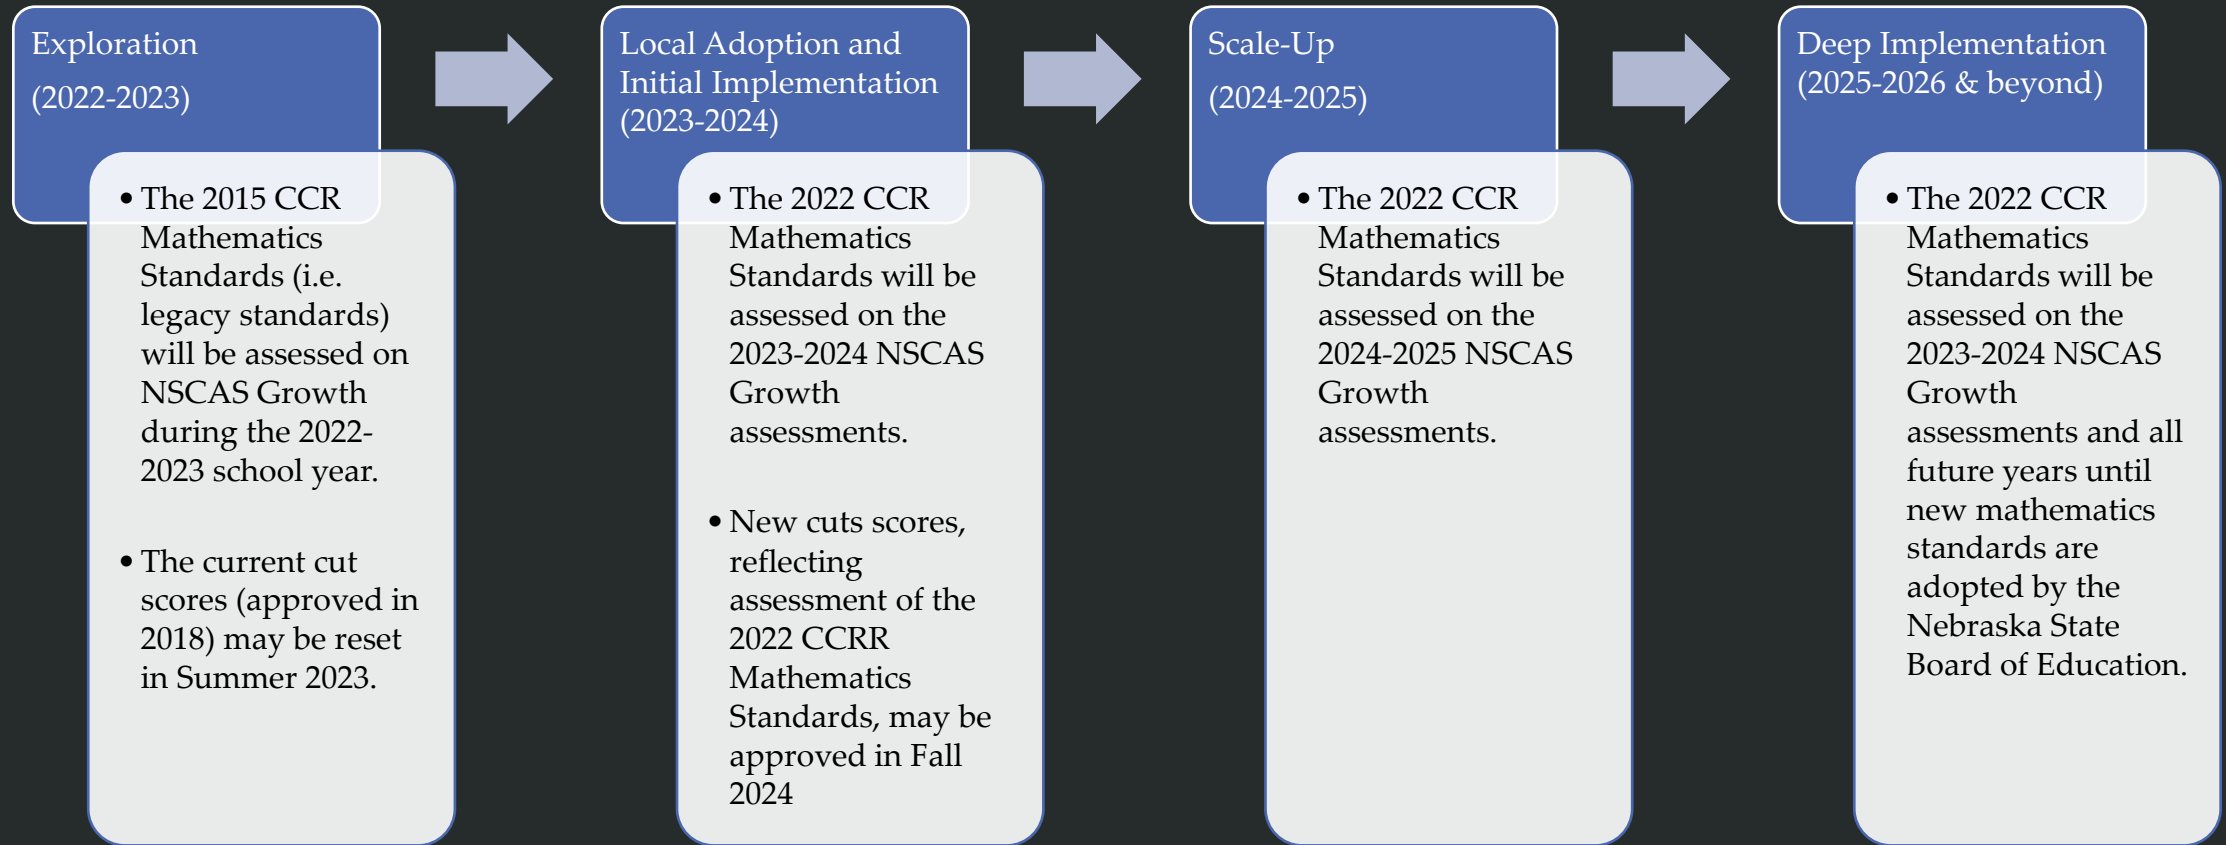 Exploration
(2022-2023)
• The 2015 CCR
Mathematics
Standards (i.e.
legacy standards)
will be assessed on
NSCAS Growth
during the 2022-
2023 school year.
• The current cut
scores (approved in
2018) may be reset
in Summer 2023.
Local Adoption and
Initial Implementation
(2023-2024)
• The 2022 CCR
Mathematics
Standards will be
assessed on the
2023-2024 NSCAS
Growth
assessments.
• New cuts scores,
reflecting
assessment of the
2022 CCRR
Mathematics
Standards, may be
approved in Fall
2024
Scale-Up
(2024-2025)
• The 2022 CCR
Mathematics
Standards will be
assessed on the
2024-2025 NSCAS
Growth
assessments.
Deep Implementation
(2025-2026 & beyond)
• The 2022 CCR
Mathematics
Standards will be
assessed on the
2023-2024 NSCAS
Growth
assessments and all
future years until
new mathematics
standards are
adopted by the
Nebraska State
Board of Education.